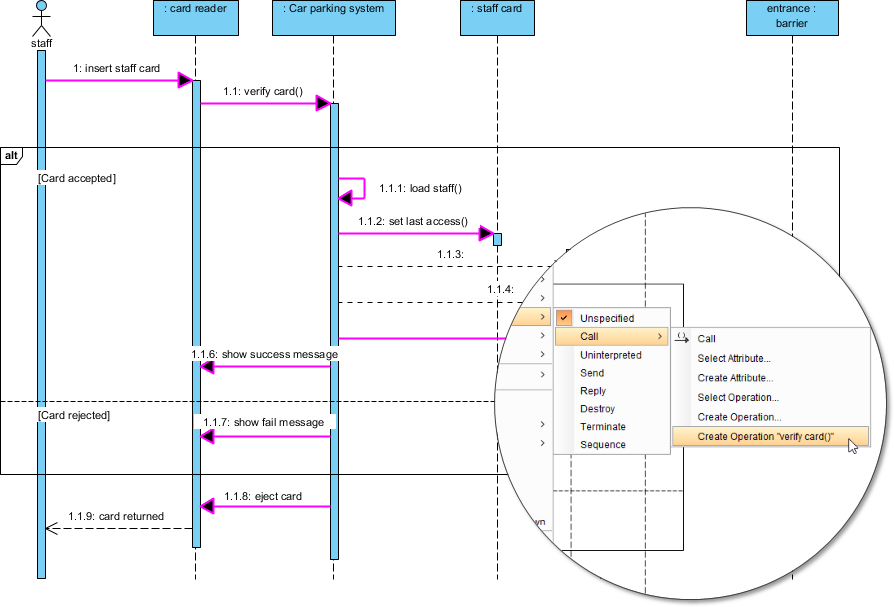 : card reader
: Car parking system
: staff card
entrance :
barrier
staff
1: insert staff card
1.1: verify card()
alt
[Card accepted]
1.1.1: load staff()
1.1.2: set last access()
1.1.3:
1.1.4:
Unspecified
Call
Uninterpreted
Send
Reply
Destroy
Terminate
Sequence
Call
Select Attribute...
Create Attribute...
Select Operation...
Create Operation...
Create Operation "verify card()"
1.1.6: show success message
[Card rejected]
1.1.7: show fail message
1.1.8: eject card
1.1.9: card returned
wn